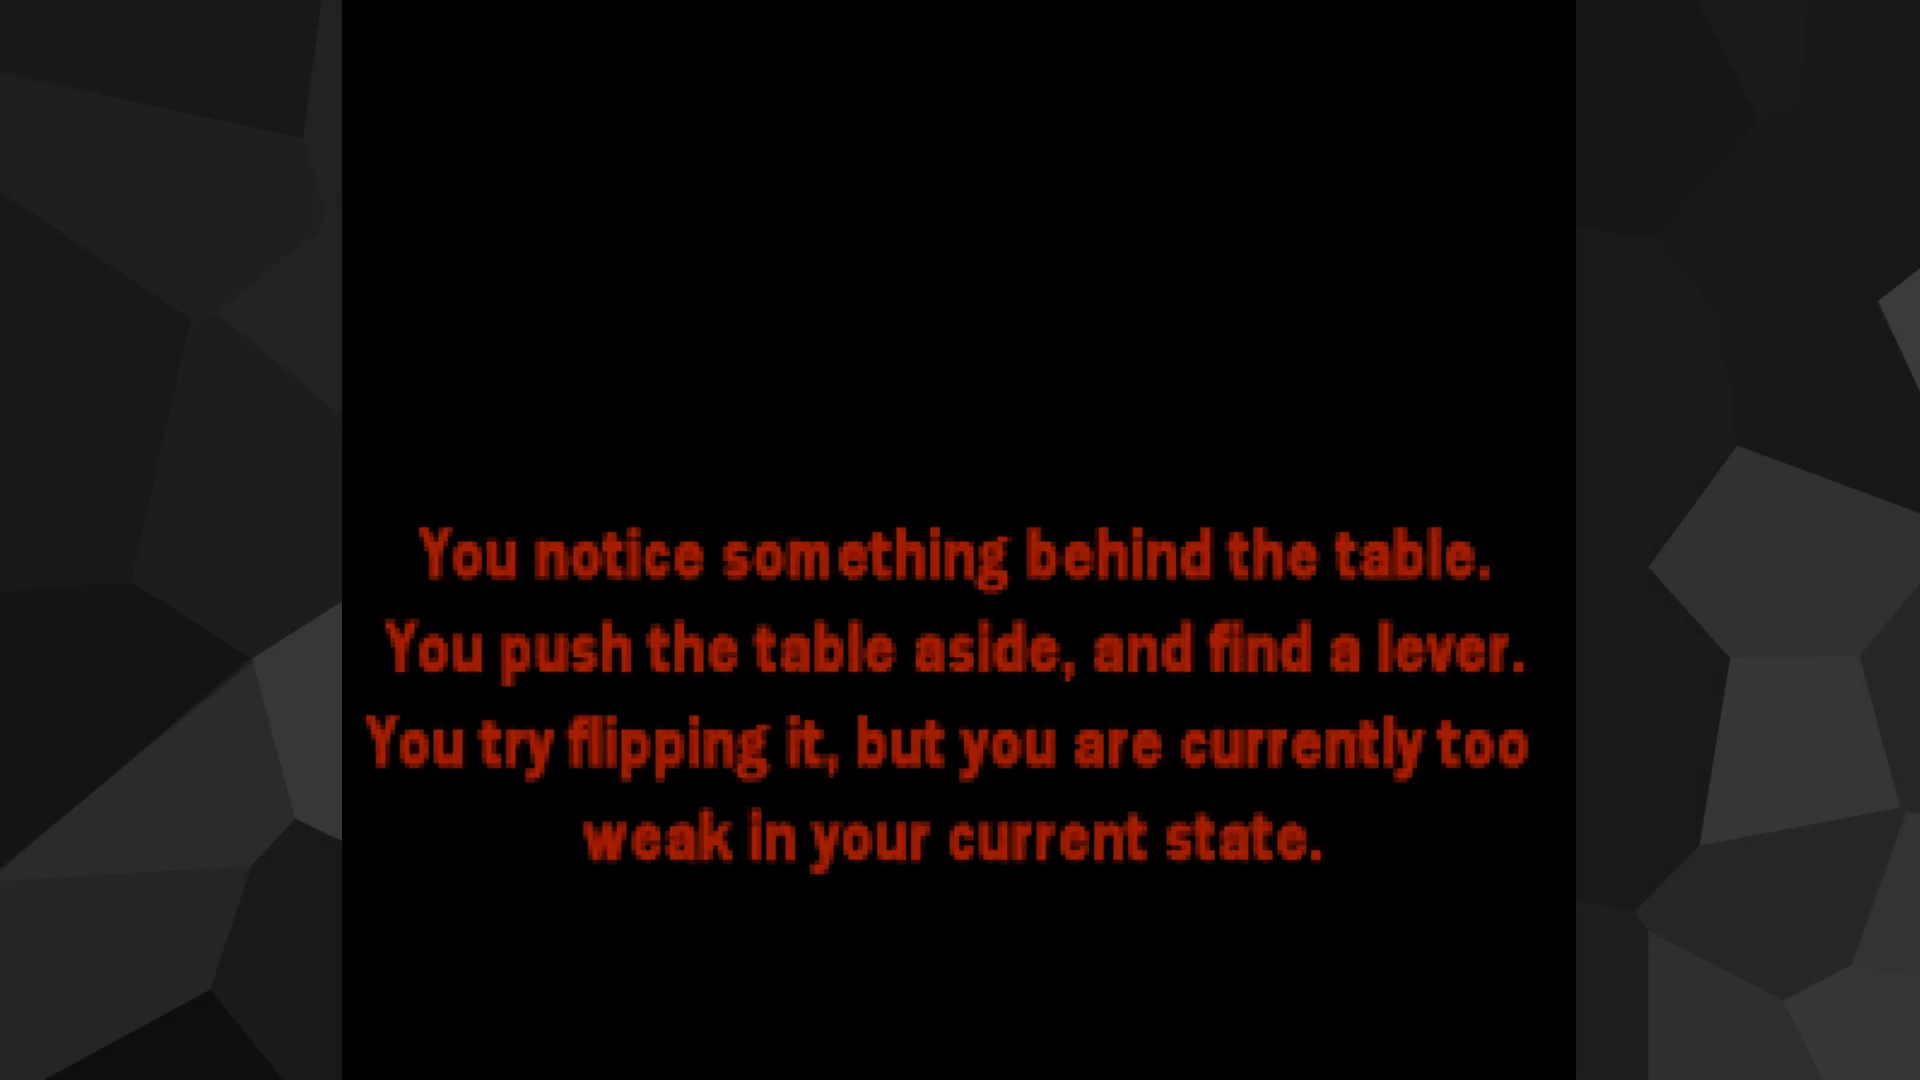 You notice something behind the table.
You push the table aside, and find a lever.
You try flipping it, but you are currently too
weak in your current state.